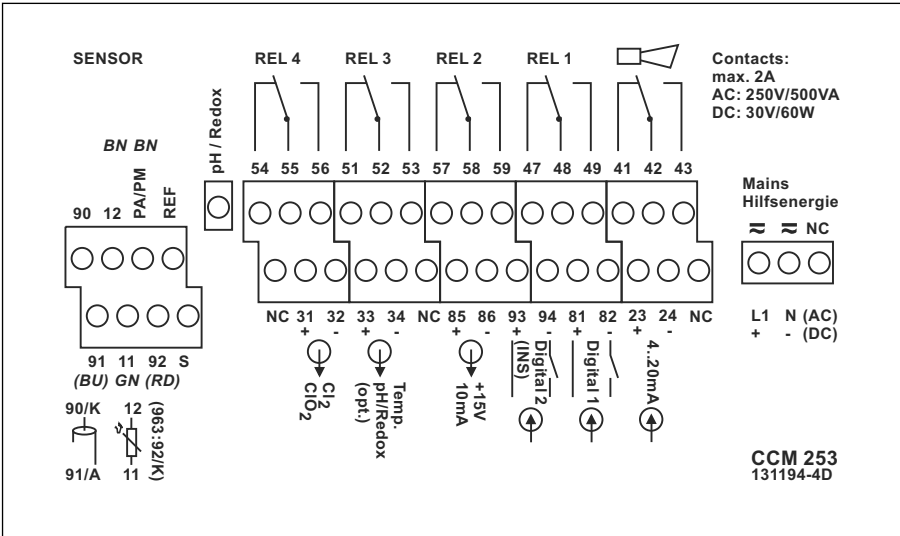 SENSOR
REL 4 REL 3 REL 2 REL 1
Contacts:
max. 2A
AC: 250V/500VA
DC: 30V/60W
pH / Redox
BN BN
90 12 PA/PM REF
54 55 56 51 52 53 57 58 59 47 48 49 41 42 43
Mains
Hilfsenergie
≂ ≂ NC
NC 31 32 33 34 NC 85 86 93 94 81 82 23 24 NC
+ - + - + - + - + - + -
L1 N (AC)
+ - (DC)
91 11 92 S
(BU) GN (RD)
90/K 12 (963:92/K)
91/A 11
Cl2
ClO2
Temp.
pH/Redox
(opt.)
+15V
10mA
Digital 2
(INS)
Digital 1
4..20mA
CCM 253
131194-4D